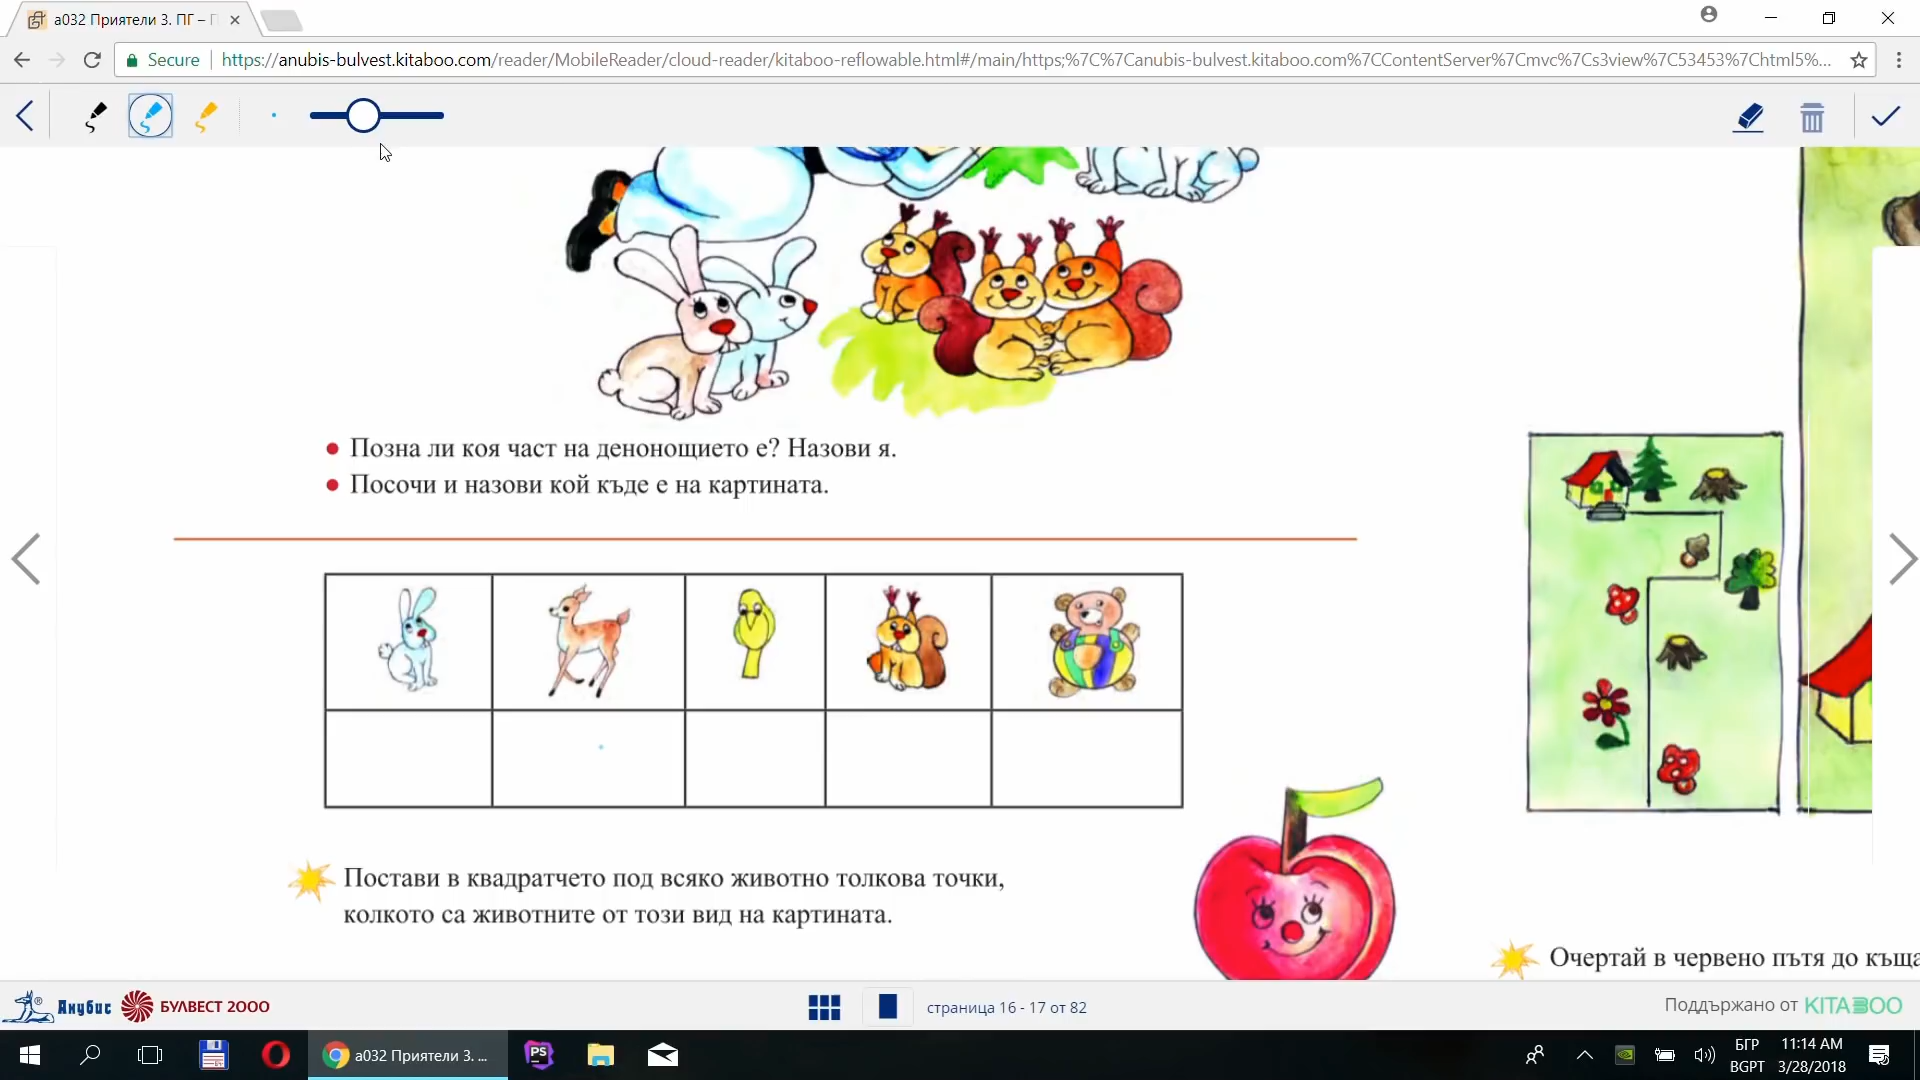 a032 Приятели 3. ПГ –
Secure https://anubis-bulvest.kitaboo.com/reader/MobileReader/cloud-reader/kitaboo-reflowable.html#/main/https;%7C%7Canubis-bulvest.kitaboo.com%7CContentServer%7Cmvc%7Cs3view%7C53453%7Chtml5%...
Позна ли коя част на денонощието е? Назови я.
Посочи и назови кой къде е на картината.
Постави в квадратчето под всяко животно толкова точки,
колкото са животните от този вид на картината.
Очертай в червено пътя до къща
Анубис БУЛВЕСТ 2000
страница 16 - 17 от 82
Поддържано от KITABOO
a032 Приятели 3. ...
PS
БГР
BGPT
11:14 AM
3/28/2018